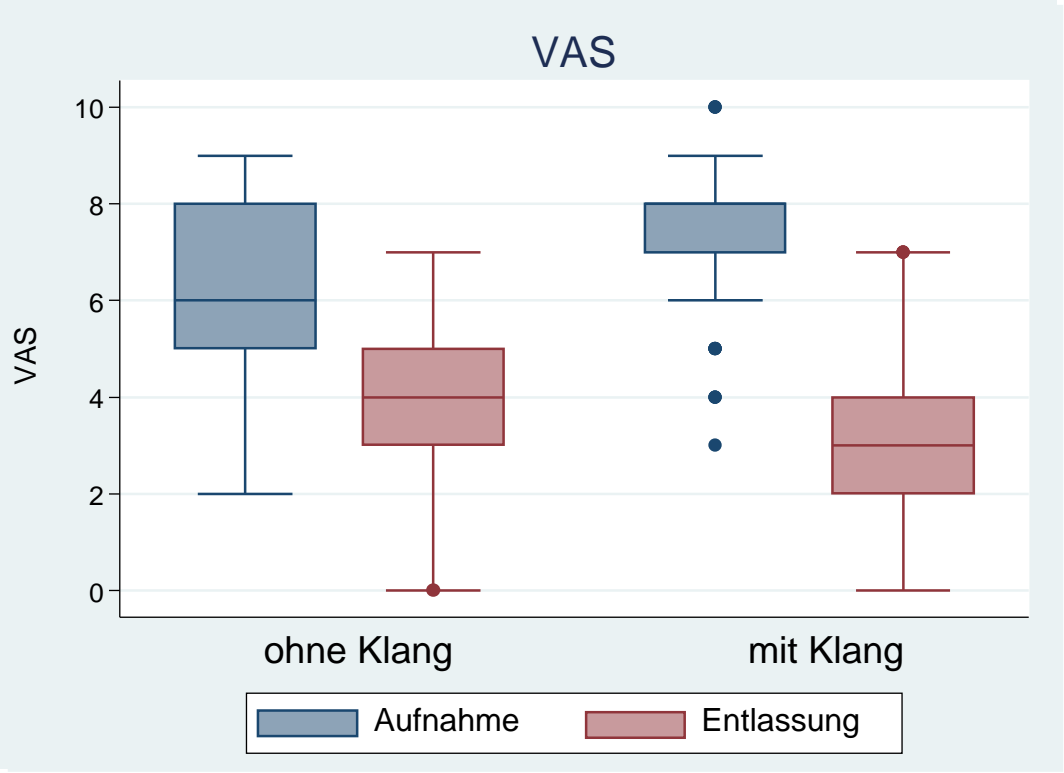 VAS
VAS
10
8
6
4
2
0
ohne Klang
mit Klang
Aufnahme
Entlassung